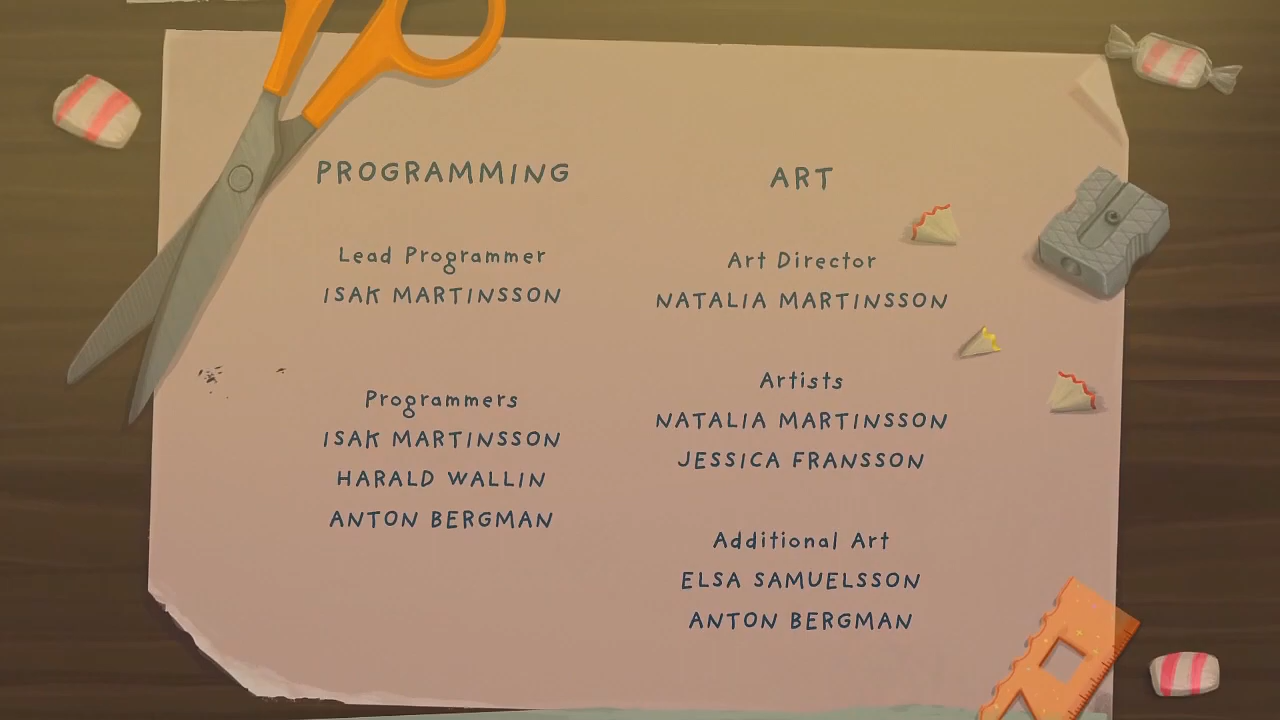 PROGRAMMING
Lead Programmer
ISAK MARTINSSON
Programmers
ISAK MARTINSSON
HARALD WALLIN
ANTON BERGMAN
ART
Art Director
NATALIA MARTINSSON
Artists
NATALIA MARTINSSON
JESSICA FRANSSON
Additional Art
ELSA SAMUELSSON
ANTON BERGMAN